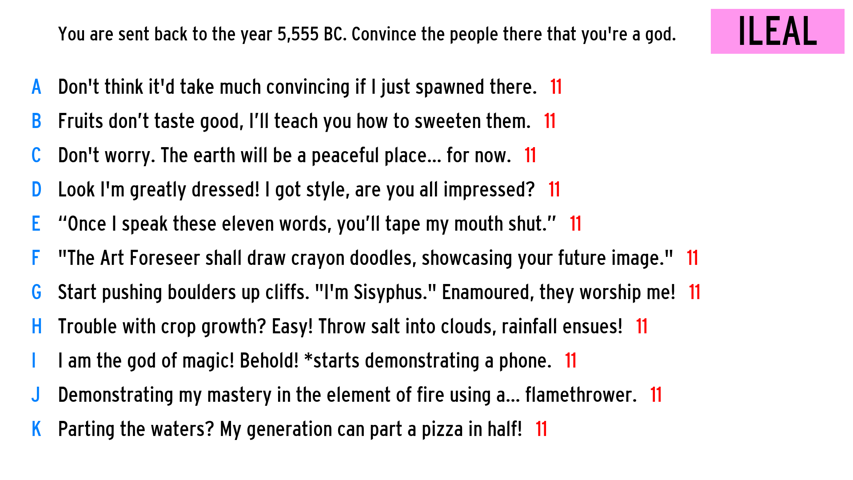 You are sent back to the year 5,555 BC. Convince the people there that you're a god.
ILEAL
A Don't think it'd take much convincing if I just spawned there. 11
B Fruits don’t taste good, I’ll teach you how to sweeten them. 11
C Don't worry. The earth will be a peaceful place... for now. 11
D Look I'm greatly dressed! I got style, are you all impressed? 11
E “Once I speak these eleven words, you’ll tape my mouth shut.” 11
F "The Art Foreseer shall draw crayon doodles, showcasing your future image." 11
G Start pushing boulders up cliffs. "I'm Sisyphus." Enamoured, they worship me! 11
H Trouble with crop growth? Easy! Throw salt into clouds, rainfall ensues! 11
I I am the god of magic! Behold! *starts demonstrating a phone. 11
J Demonstrating my mastery in the element of fire using a... flamethrower. 11
K Parting the waters? My generation can part a pizza in half! 11